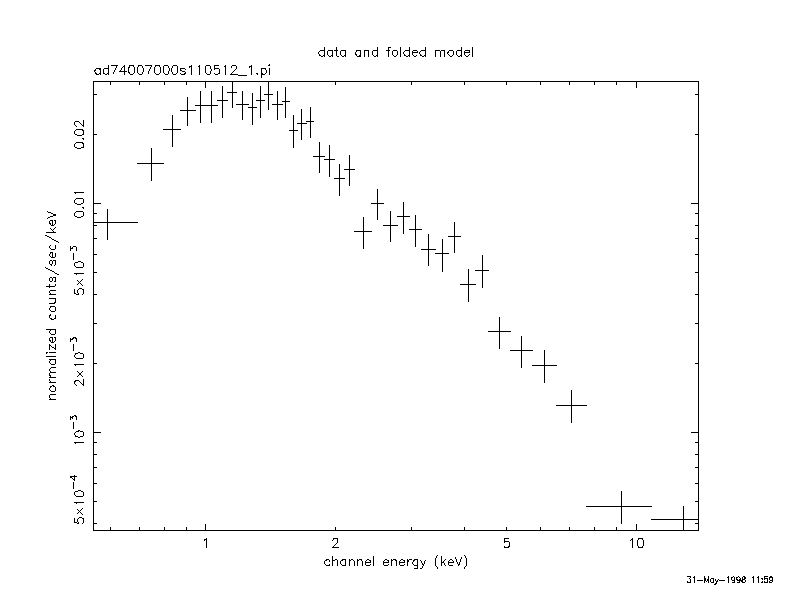 data and folded model
ad74007000s110512_1.pi
normalized counts/sec/keV
0.02
0.01
5×10⁻³
2×10⁻³
10⁻³
5×10⁻⁴
1 2 5 10
channel energy (keV)
31-May-1998 11:59